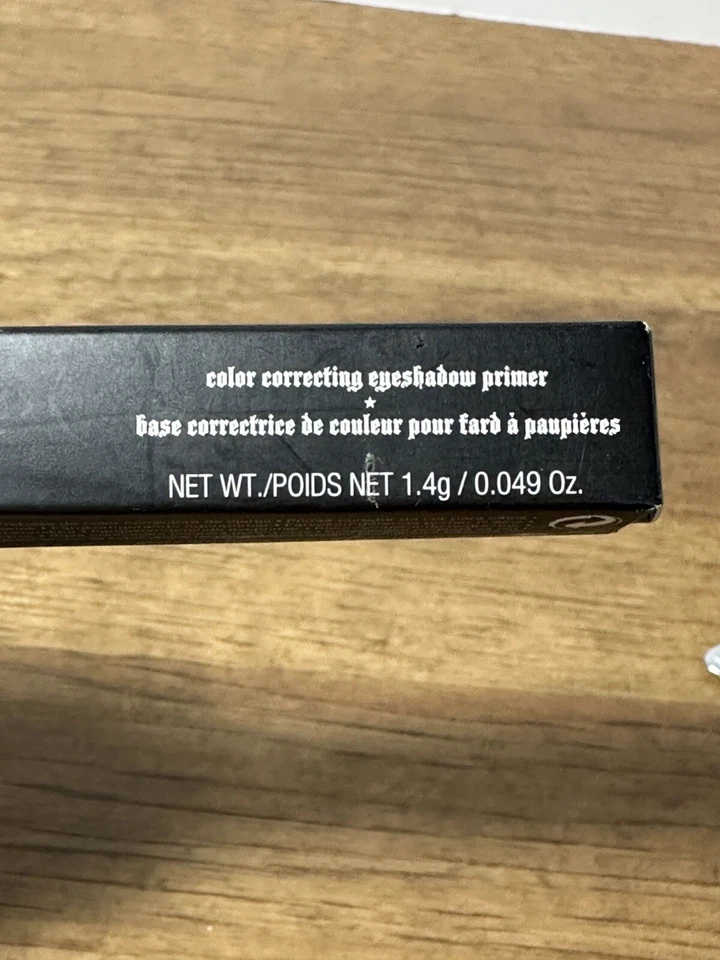 color correcting eyeshadow primer
base correctrice de couleur pour fard à paupières
NET WT./POIDS NET 1.4g / 0.049 Oz.